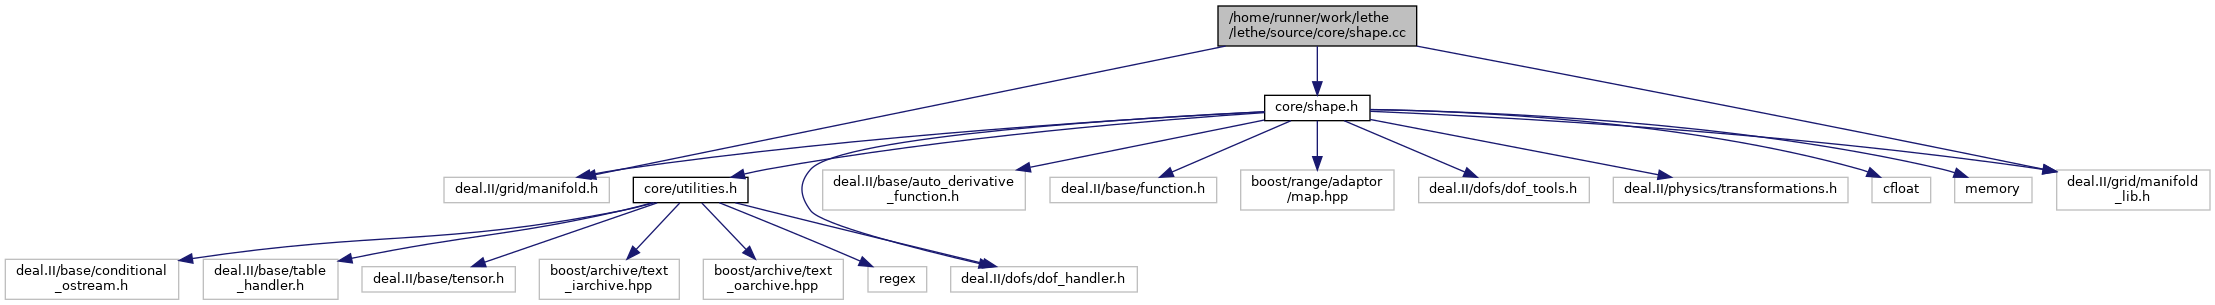 /home/runner/work/lethe
/lethe/source/core/shape.cc
core/shape.h
deal.II/grid/manifold.h
core/utilities.h
deal.II/base/auto_derivative
_function.h
deal.II/base/function.h
boost/range/adaptor
/map.hpp
deal.II/dofs/dof_tools.h
deal.II/physics/transformations.h
cfloat
memory
deal.II/grid/manifold
_lib.h
deal.II/base/conditional
_ostream.h
deal.II/base/table
_handler.h
deal.II/base/tensor.h
boost/archive/text
_iarchive.hpp
boost/archive/text
_oarchive.hpp
regex
deal.II/dofs/dof_handler.h